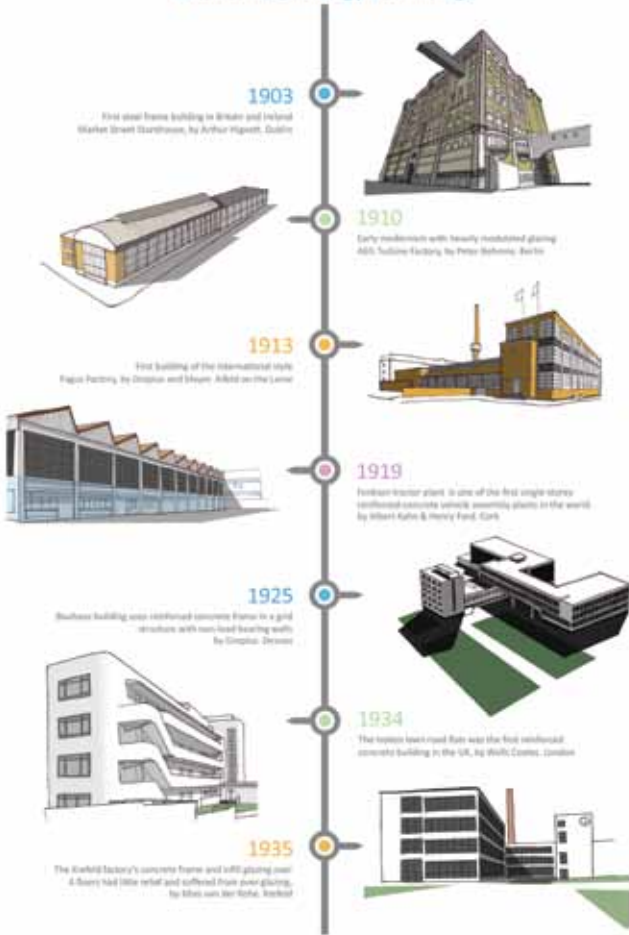 1903
First steel frame building in Britain and Ireland
Market Street Storehouse, by Arthur Hignett. Dublin
1910
Early modernism with heavily modulated glazing
AEG Turbine Factory, by Peter Behrens. Berlin
1913
First building of the international style
Fagus Factory, by Gropius and Meyer. Alfeld on the Leine
1919
Fordson tractor plant is one of the first single storey
reinforced concrete vehicle assembly plants in the world.
by Albert Kahn & Henry Ford. Cork
1925
Bauhaus building uses reinforced concrete frame in a grid
structure with non load bearing walls
by Gropius. Dessau
1934
The Isokon lawn road flats was the first reinforced
concrete building in the UK, by Wells Coates. London
1935
The Krefeld factory's concrete frame and infill glazing over
4 floors had little relief and suffered from over glazing,
by Mies van der Rohe. Krefeld